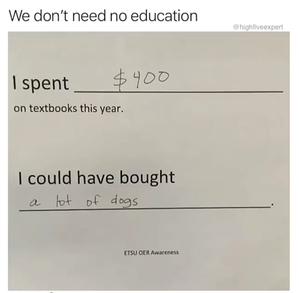 We don't need no education
@highfiveexpert
I spent $400
on textbooks this year.
I could have bought
a lot of dogs.
ETSU OER Awareness